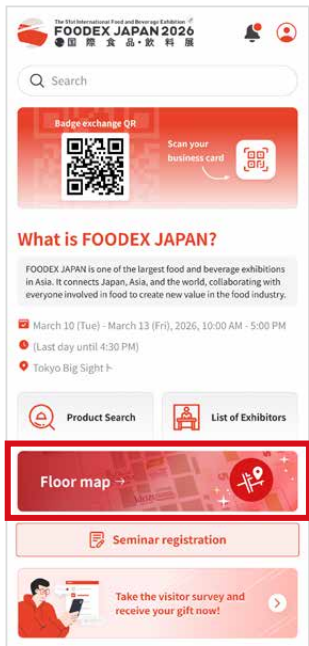 The 51st International Food and Beverage Exhibition
FOODEX JAPAN 2026
国際食品・飲料展
Search
Badge exchange QR
Scan your
business card
What is FOODEX JAPAN?
FOODEX JAPAN is one of the largest food and beverage exhibitions
in Asia. It connects Japan, Asia, and the world, collaborating with
everyone involved in food to create new value in the food industry.
March 10 (Tue) - March 13 (Fri), 2026, 10:00 AM - 5:00 PM
(Last day until 4:30 PM)
Tokyo Big Sight ト
Product Search
List of Exhibitors
Floor map →
Seminar registration
Take the visitor survey and
receive your gift now!